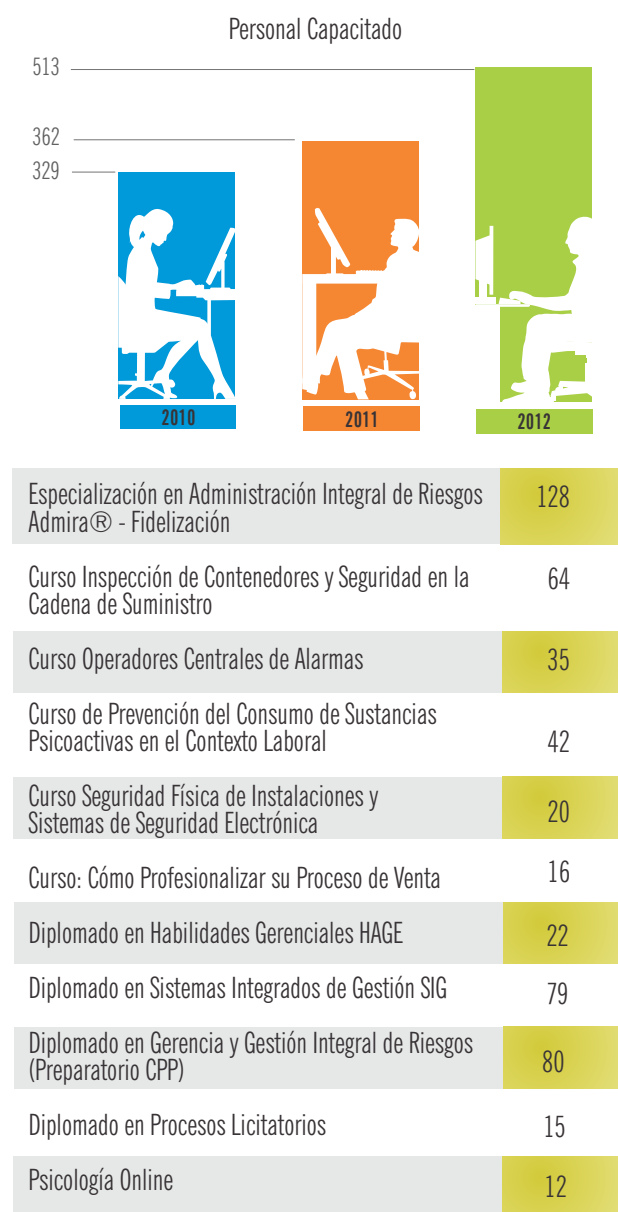 Personal Capacitado
513
362
329
2010
2011
2012
Especialización en Administración Integral de Riesgos
Admira® - Fidelización
128
Curso Inspección de Contenedores y Seguridad en la
Cadena de Suministro
64
Curso Operadores Centrales de Alarmas
35
Curso de Prevención del Consumo de Sustancias
Psicoactivas en el Contexto Laboral
42
Curso Seguridad Física de Instalaciones y
Sistemas de Seguridad Electrónica
20
Curso: Cómo Profesionalizar su Proceso de Venta
16
Diplomado en Habilidades Gerenciales HAGE
22
Diplomado en Sistemas Integrados de Gestión SIG
79
Diplomado en Gerencia y Gestión Integral de Riesgos
(Preparatorio CPP)
80
Diplomado en Procesos Licitatorios
15
Psicología Online
12